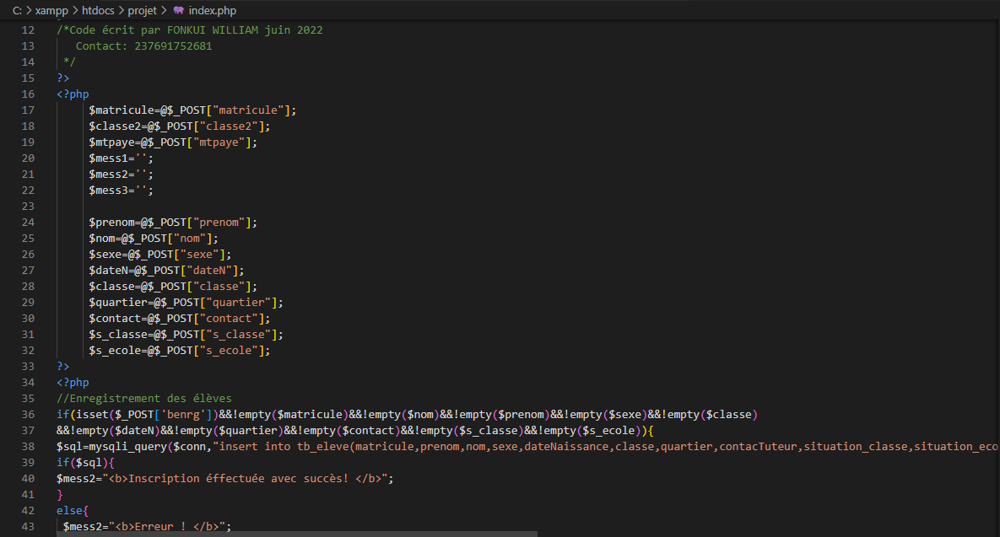 C: > xampp > htdocs > projet > index.php
12 /*Code écrit par FONKUI WILLIAM juin 2022
13 Contact: 237691752681
14 */
15 ?>
16 <?php
17 $matricule=@$_POST["matricule"];
18 $classe2=@$_POST["classe2"];
19 $mtpaye=@$_POST["mtpaye"];
20 $mess1='';
21 $mess2='';
22 $mess3='';
23
24 $prenom=@$_POST["prenom"];
25 $nom=@$_POST["nom"];
26 $sexe=@$_POST["sexe"];
27 $dateN=@$_POST["dateN"];
28 $classe=@$_POST["classe"];
29 $quartier=@$_POST["quartier"];
30 $contact=@$_POST["contact"];
31 $s_classe=@$_POST["s_classe"];
32 $s_ecole=@$_POST["s_ecole"];
33 ?>
34 <?php
35 //Enregistrement des élèves
36 if(isset($_POST['benrg'])&&!empty($matricule)&&!empty($nom)&&!empty($prenom)&&!empty($sexe)&&!empty($classe)
37 &&!empty($dateN)&&!empty($quartier)&&!empty($contact)&&!empty($s_classe)&&!empty($s_ecole)){
38 $sql=mysqli_query($conn,"insert into tb_eleve(matricule,prenom,nom,sexe,dateNaissance,classe,quartier,contacTuteur,situation_classe,situation_eco
39 if($sql){
40 $mess2="<b>Inscription éffectuée avec succès! </b>";
41 }
42 else{
43 $mess2="<b>Erreur ! </b>";